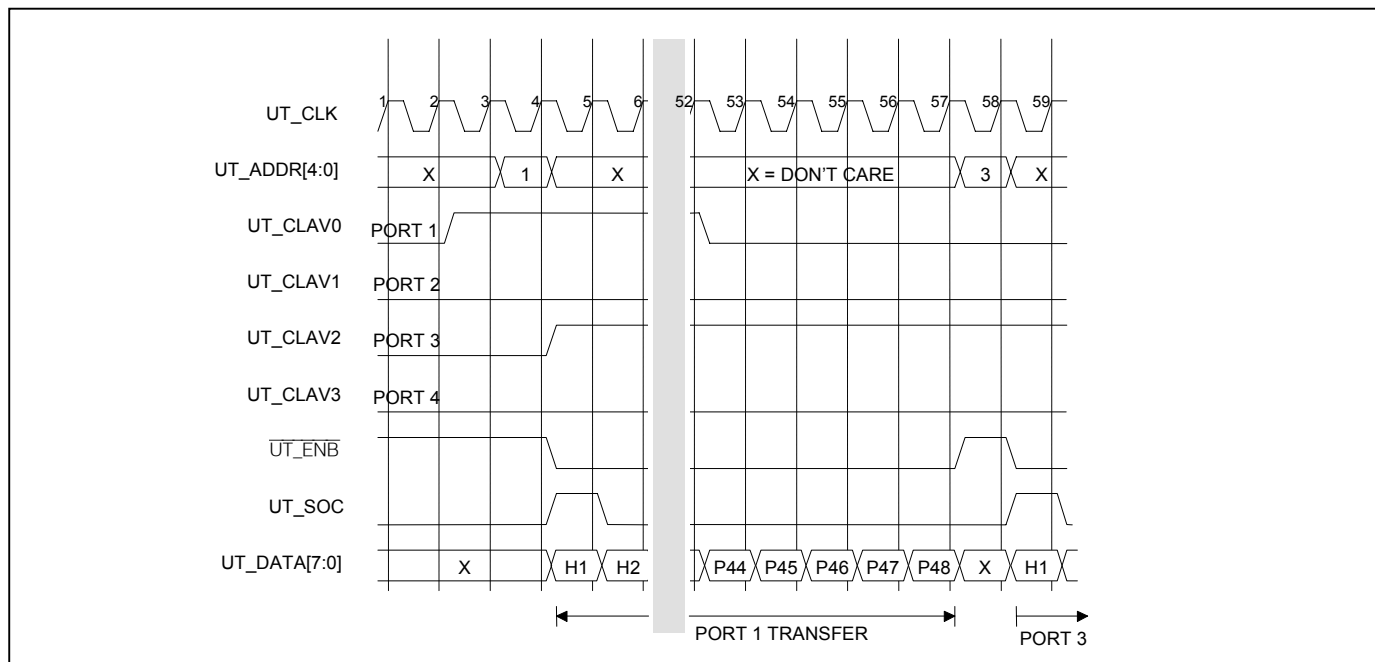 1 2 3 4 5 6 52 53 54 55 56 57 58 59
UT_CLK
UT_ADDR[4:0] X 1 X X = DON'T CARE 3 X
UT_CLAV0 PORT 1
UT_CLAV1 PORT 2
UT_CLAV2 PORT 3
UT_CLAV3 PORT 4
UT_ENB
UT_SOC
UT_DATA[7:0] X H1 H2 P44 P45 P46 P47 P48 X H1
PORT 1 TRANSFER PORT 3